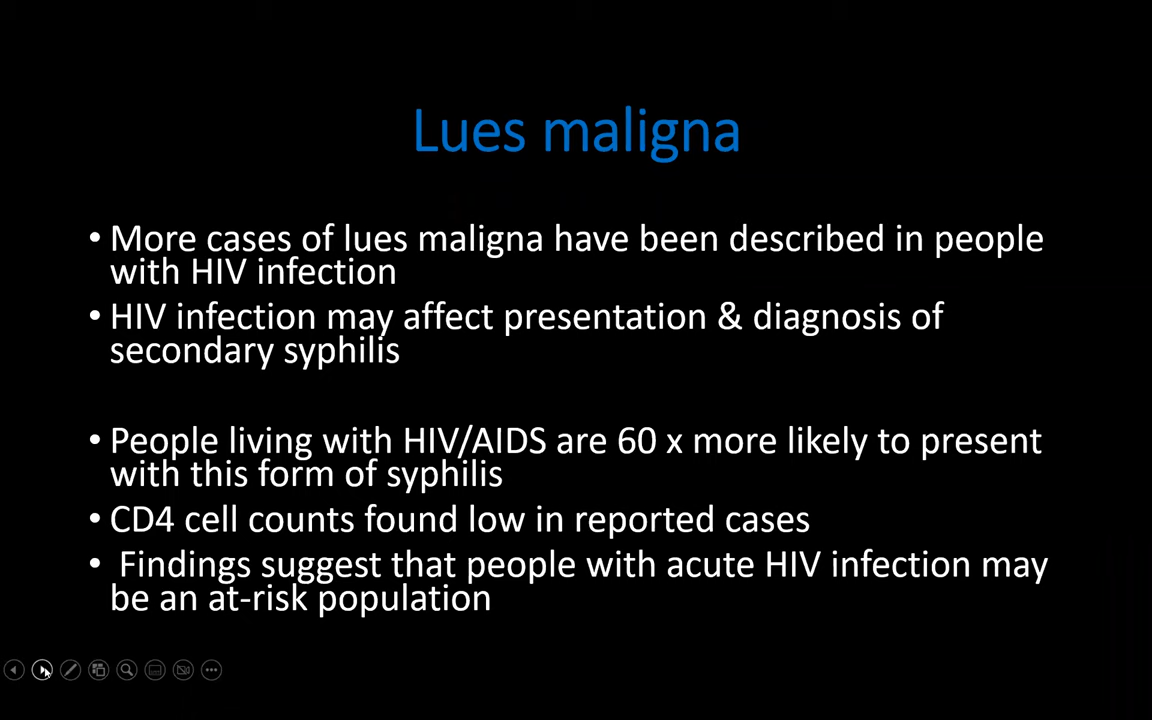 Lues maligna
• More cases of lues maligna have been described in people
with HIV infection
• HIV infection may affect presentation & diagnosis of
secondary syphilis
• People living with HIV/AIDS are 60 x more likely to present
with this form of syphilis
• CD4 cell counts found low in reported cases
• Findings suggest that people with acute HIV infection may
be an at-risk population